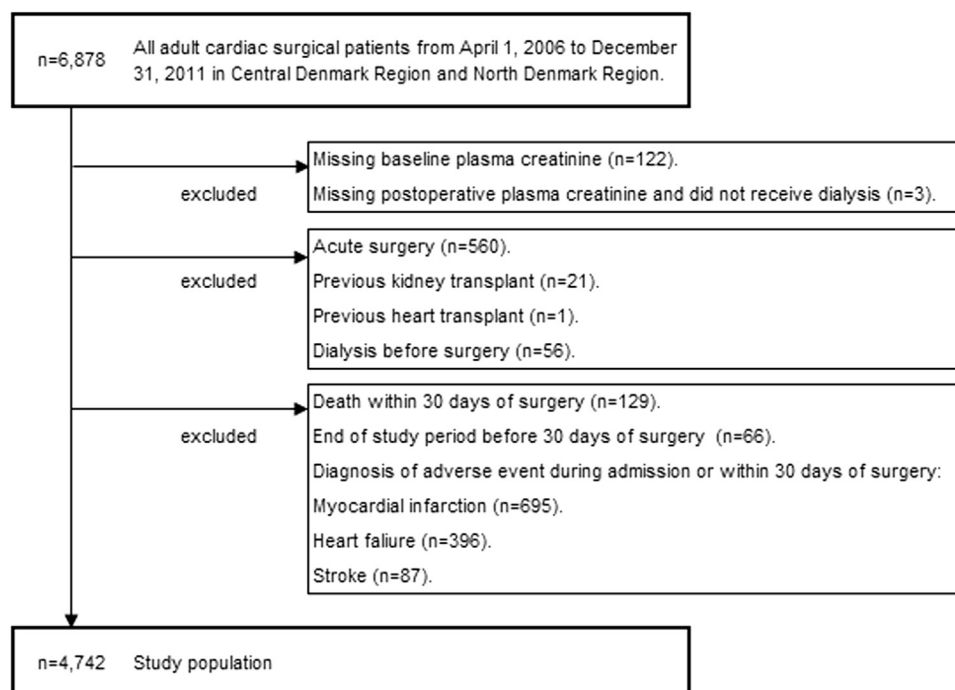 n=6,878 All adult cardiac surgical patients from April 1, 2006 to December
31, 2011 in Central Denmark Region and North Denmark Region.
excluded
Missing baseline plasma creatinine (n=122).
Missing postoperative plasma creatinine and did not receive dialysis (n=3).
excluded
Acute surgery (n=560).
Previous kidney transplant (n=21).
Previous heart transplant (n=1).
Dialysis before surgery (n=56).
excluded
Death within 30 days of surgery (n=129).
End of study period before 30 days of surgery (n=66).
Diagnosis of adverse event during admission or within 30 days of surgery:
Myocardial infarction (n=695).
Heart faliure (n=396).
Stroke (n=87).
n=4,742 Study population